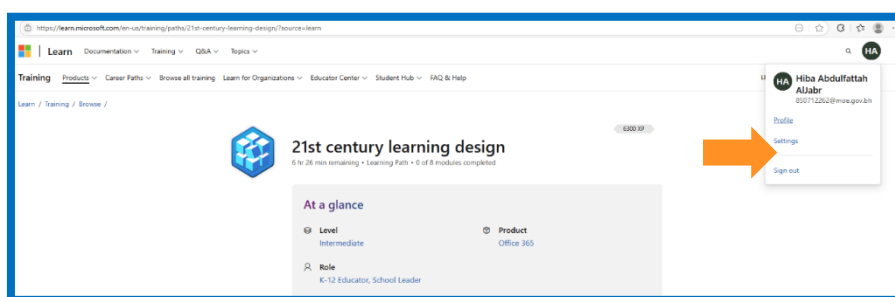 https://learn.microsoft.com/en-us/training/paths/21st-century-learning-design/?source=learn
Learn Documentation Training Q&A Topics
HA
Training Products Career Paths Browse all training Learn for Organizations Educator Center Student Hub FAQ & Help
Learn / Training / Browse /
HA Hiba Abdulfattah
AlJabr
850712262@moe.gov.bh
Profile
Settings
Sign out
6300 XP
21st century learning design
6 hr 26 min remaining • Learning Path • 0 of 8 modules completed
At a glance
Level
Intermediate
Product
Office 365
Role
K-12 Educator, School Leader